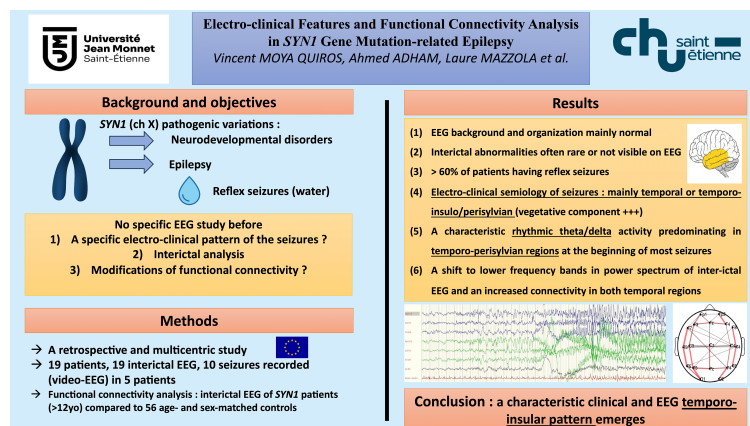 Université
Jean Monnet
Saint-Étienne
Electro-clinical Features and Functional Connectivity Analysis
in SYN1 Gene Mutation-related Epilepsy
Vincent MOYA QUIROS, Ahmed ADHAM, Laure MAZZOLA et al.
chu saint
étienne
Background and objectives
SYN1 (ch X) pathogenic variations :
Neurodevelopmental disorders
Epilepsy
Reflex seizures (water)
No specific EEG study before
1) A specific electro-clinical pattern of the seizures ?
2) Interictal analysis
3) Modifications of functional connectivity ?
Methods
→ A retrospective and multicentric study
→ 19 patients, 19 interictal EEG, 10 seizures recorded
(video-EEG) in 5 patients
→ Functional connectivity analysis : interictal EEG of SYN1 patients
(>12yo) compared to 56 age- and sex-matched controls
Results
(1) EEG background and organization mainly normal
(2) Interictal abnormalities often rare or not visible on EEG
(3) > 60% of patients having reflex seizures
(4) Electro-clinical semiology of seizures : mainly temporal or temporo-
insulo/perisylvian (vegetative component +++)
(5) A characteristic rhythmic theta/delta activity predominating in
temporo-perisylvian regions at the beginning of most seizures
(6) A shift to lower frequency bands in power spectrum of inter-ictal
EEG and an increased connectivity in both temporal regions
Conclusion : a characteristic clinical and EEG temporo-
insular pattern emerges